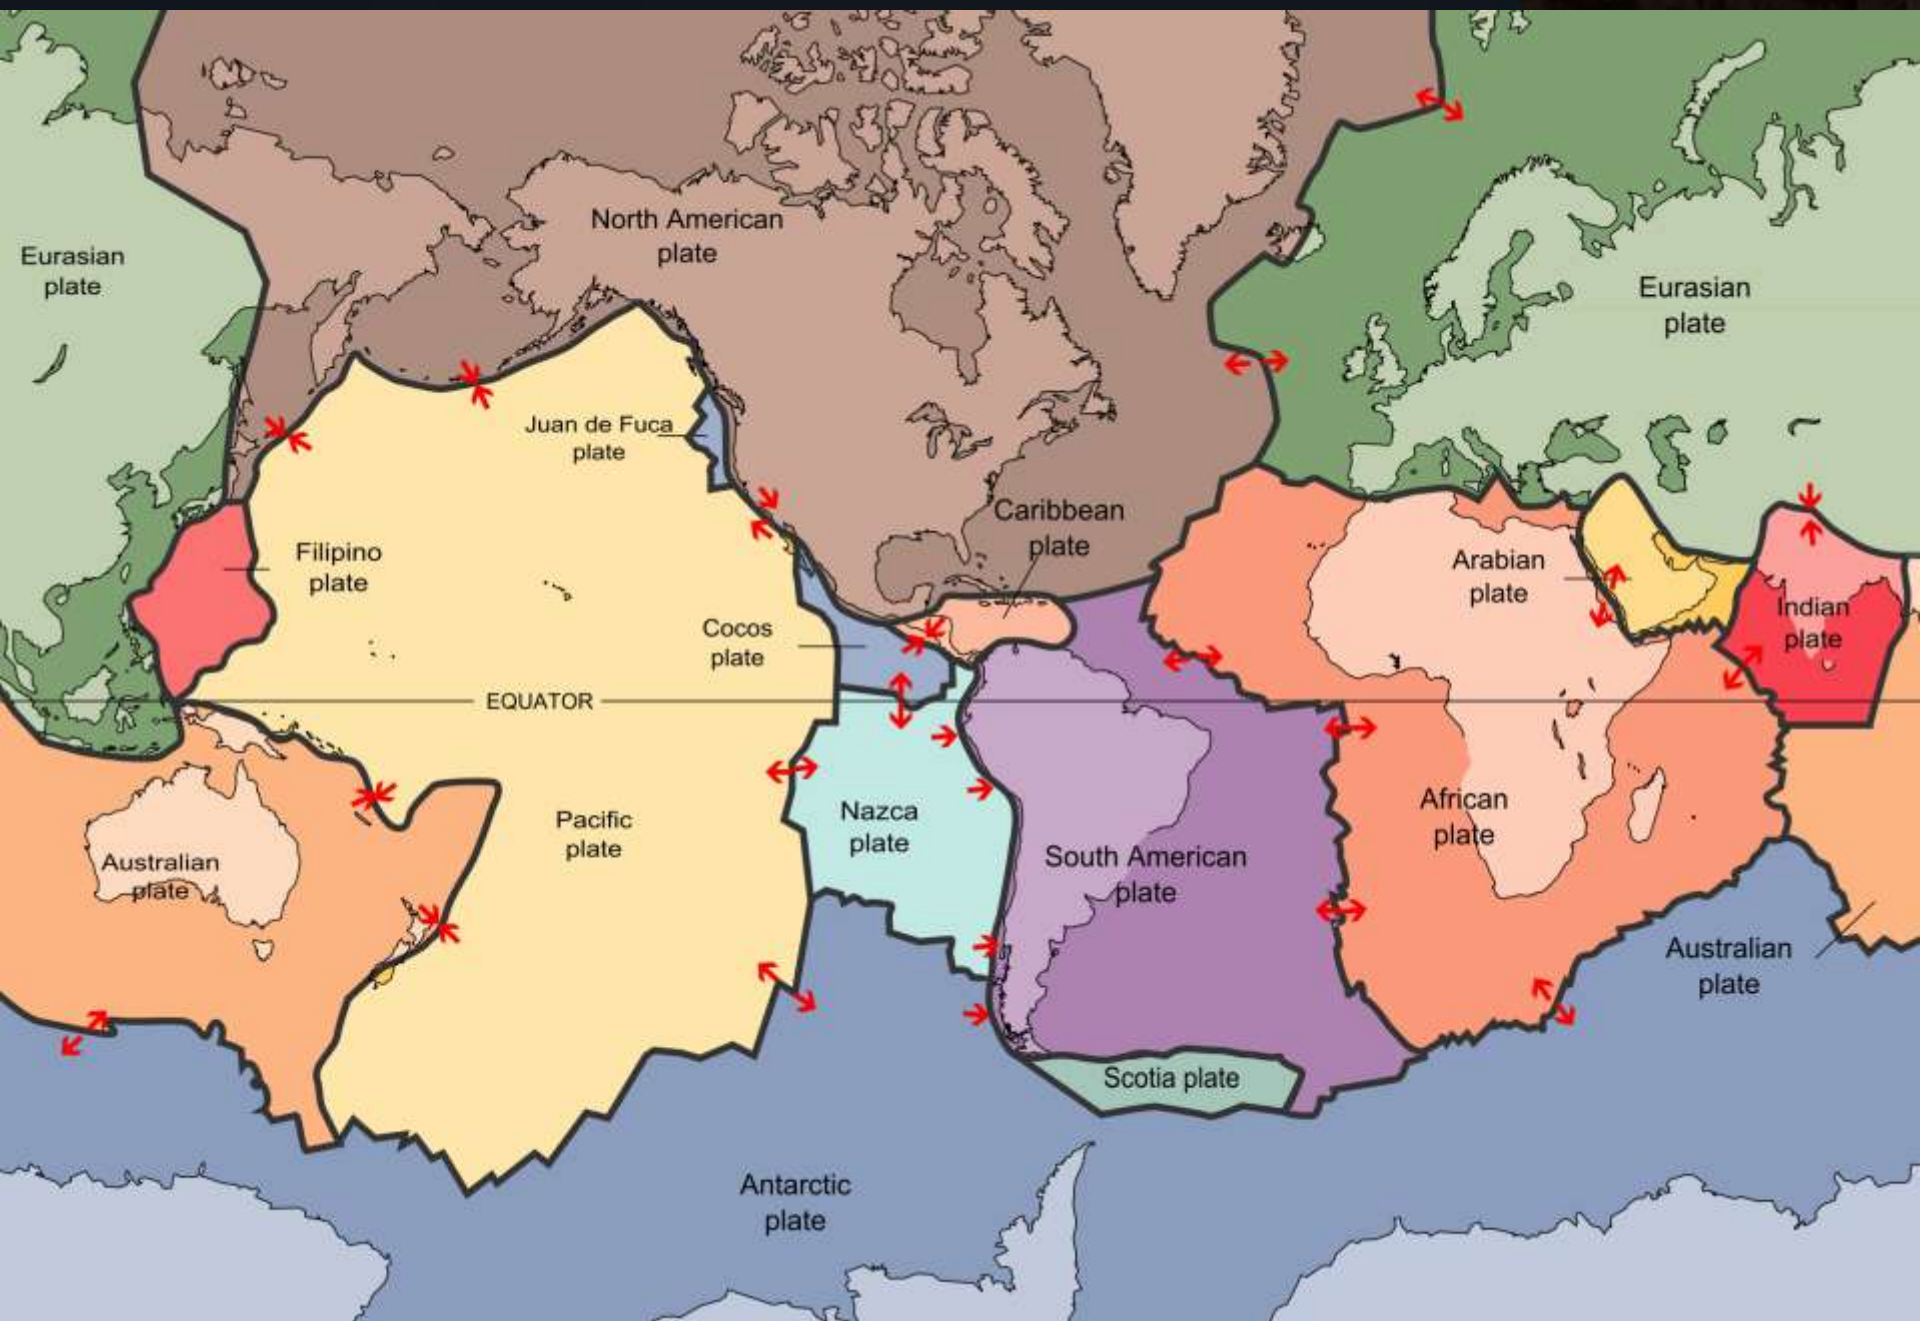 North American
plate
Eurasian
plate
Eurasian
plate
Juan de Fuca
plate
Caribbean
plate
Filipino
plate
Arabian
plate
Indian
plate
Cocos
plate
EQUATOR
Nazca
plate
African
plate
Pacific
plate
Australian
plate
South American
plate
Australian
plate
Scotia plate
Antarctic
plate